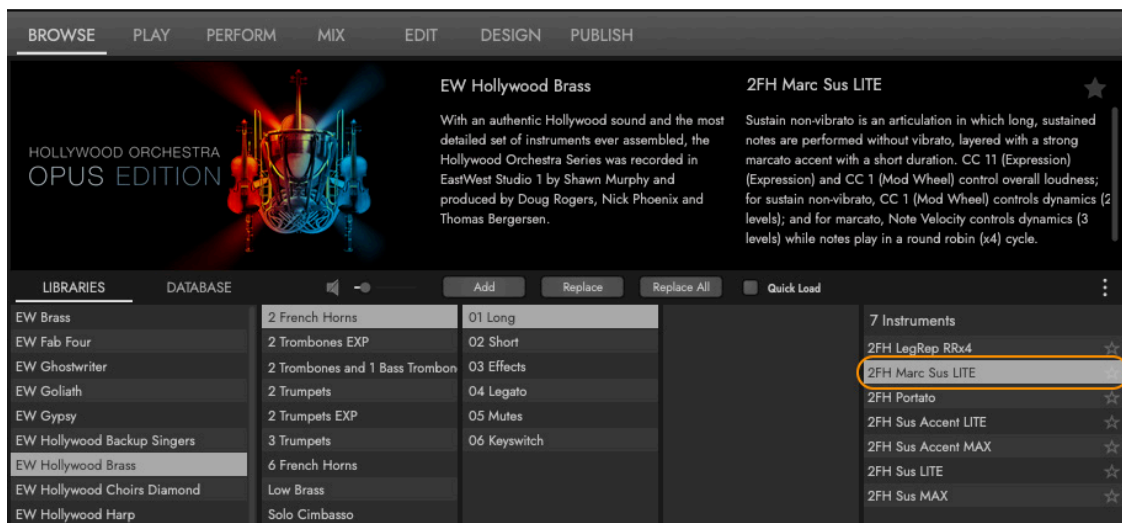 BROWSE PLAY PERFORM MIX EDIT DESIGN PUBLISH
HOLLYWOOD ORCHESTRA
OPUS EDITION
EW Hollywood Brass
With an authentic Hollywood sound and the most
detailed set of instruments ever assembled, the
Hollywood Orchestra Series was recorded in
EastWest Studio 1 by Shawn Murphy and
produced by Doug Rogers, Nick Phoenix and
Thomas Bergersen.
2FH Marc Sus LITE
Sustain non-vibrato is an articulation in which long, sustained
notes are performed without vibrato, layered with a strong
marcato accent with a short duration. CC 11 (Expression)
(Expression) and CC 1 (Mod Wheel) control overall loudness;
for sustain non-vibrato, CC 1 (Mod Wheel) controls dynamics (2
levels); and for marcato, Note Velocity controls dynamics (3
levels) while notes play in a round robin (x4) cycle.
LIBRARIES DATABASE Add Replace Replace All Quick Load
EW Brass
EW Fab Four
EW Ghostwriter
EW Goliath
EW Gypsy
EW Hollywood Backup Singers
EW Hollywood Brass
EW Hollywood Choirs Diamond
EW Hollywood Harp
2 French Horns
2 Trombones EXP
2 Trombones and 1 Bass Trombon
2 Trumpets
2 Trumpets EXP
3 Trumpets
6 French Horns
Low Brass
Solo Cimbasso
01 Long
02 Short
03 Effects
04 Legato
05 Mutes
06 Keyswitch
7 Instruments
2FH LegRep RRx4
2FH Marc Sus LITE
2FH Portato
2FH Sus Accent LITE
2FH Sus Accent MAX
2FH Sus LITE
2FH Sus MAX